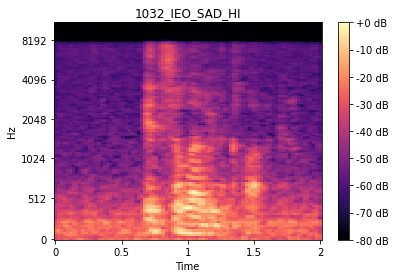 1032_IEO_SAD_HI
+0 dB
8192
-10 dB
4096
-20 dB
-30 dB
2048
Hz
-40 dB
1024
-50 dB
512
-60 dB
-70 dB
0
-80 dB
0 0.5 1 1.5 2
Time